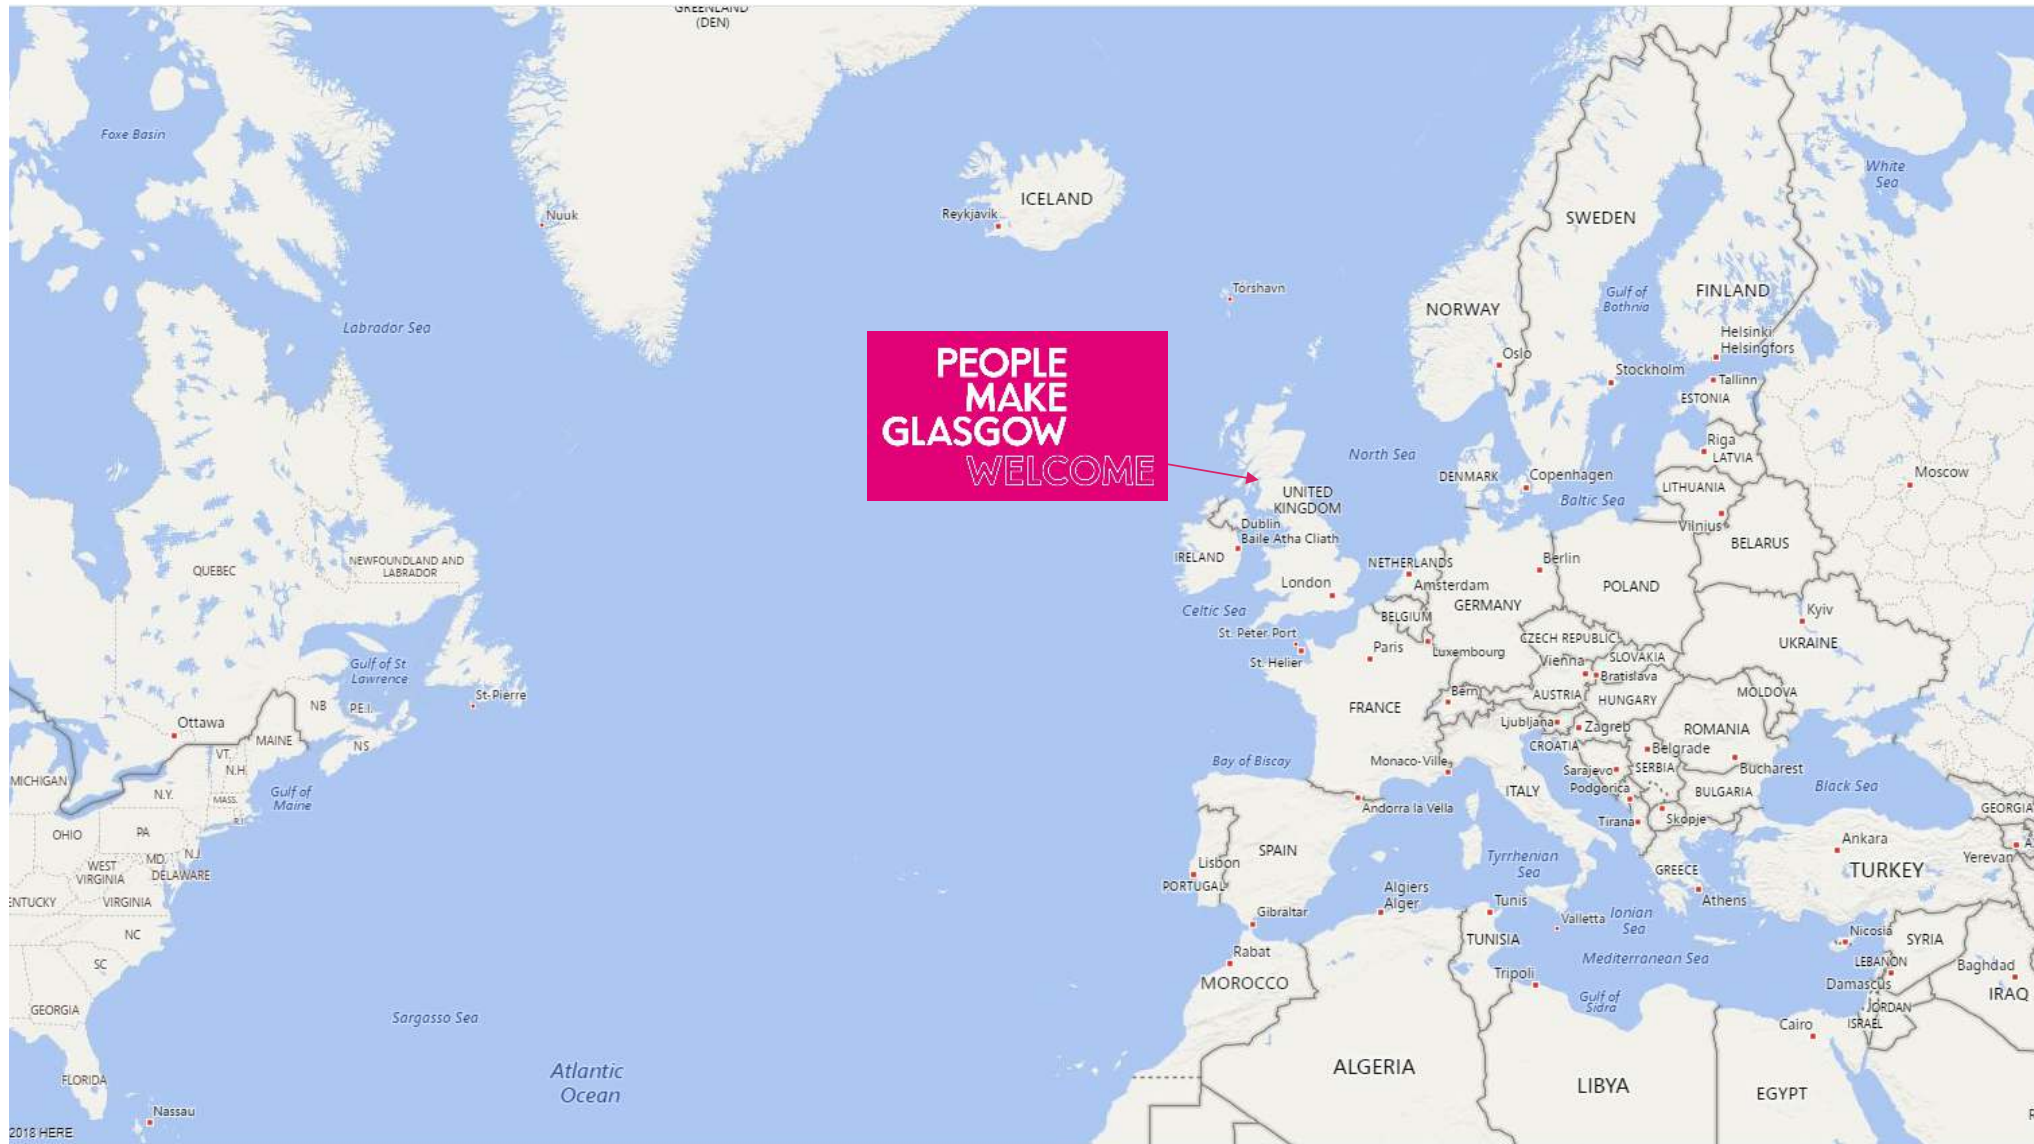 GREENLAND
(DEN)
Foxe Basin
White
Sea
ICELAND
Reykjavik
Nuuk
SWEDEN
Torshavn
Gulf of
Bothnia
FINLAND
NORWAY
Labrador Sea
Helsinki
Helsingfors
Oslo
Stockholm
Tallinn
ESTONIA
PEOPLE
MAKE
GLASGOW
WELCOME
North Sea
Riga
LATVIA
DENMARK
Copenhagen
Baltic Sea
LITHUANIA
Moscow
UNITED
KINGDOM
Vilnius
Dublin
Baile Atha Cliath
BELARUS
IRELAND
NETHERLANDS
Berlin
QUEBEC
NEWFOUNDLAND AND
LABRADOR
London
Amsterdam
POLAND
Celtic Sea
GERMANY
BELGIUM
Kyiv
St. Peter Port
CZECH REPUBLIC
UKRAINE
Paris
Luxembourg
St. Helier
Vienna
SLOVAKIA
Gulf of St
Lawrence
Bratislava
St-Pierre
Bern
AUSTRIA
HUNGARY
MOLDOVA
NB
P.E.I.
FRANCE
Ottawa
Ljubljana
Zagreb
ROMANIA
MAINE
NS
CROATIA
Belgrade
VT.
N.H.
Bay of Biscay
Monaco-Ville
Sarajevo
SERBIA
Bucharest
MICHIGAN
Podgorica
Black Sea
N.Y.
MASS.
Gulf of
Maine
ITALY
BULGARIA
Andorra la Vella
GEORGIA
R.I.
Tirana
Skopje
OHIO
PA
Ankara
N.J.
SPAIN
Tyrrhenian
Sea
Yerevan
WEST
VIRGINIA
MD.
DELAWARE
Lisbon
PORTUGAL
GREECE
TURKEY
Algiers
Alger
Athens
ENTUCKY
VIRGINIA
Gibraltar
Tunis
Valletta
Ionian
Sea
NC
Nicosia
SYRIA
Rabat
TUNISIA
Mediterranean Sea
LEBANON
Baghdad
SC
MOROCCO
Tripoli
Damascus
IRAQ
Gulf of
Sidra
GEORGIA
JORDAN
Sargasso Sea
Cairo
ISRAEL
Atlantic
Ocean
ALGERIA
FLORIDA
LIBYA
EGYPT
Nassau
2018 HERE